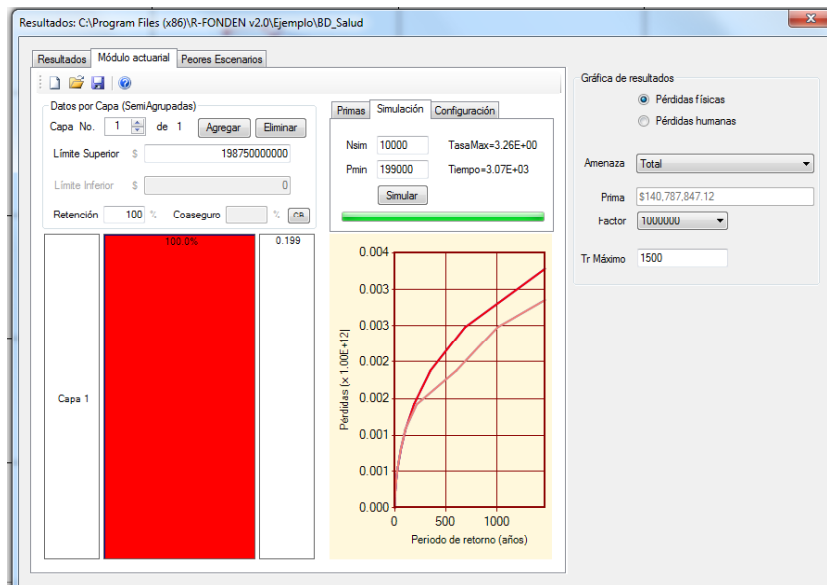 Resultados: C:\Program Files (x86)\R-FONDEN v2.0\Ejemplo\BD_Salud
x
Resultados Módulo actuarial Peores Escenarios
Datos por Capa (SemiAgrupadas)
Capa No. 1 de 1 Agregar Eliminar
Límite Superior $ 198750000000
Límite Inferior $ 0
Retención 100 % Coaseguro % CR
Primas Simulación Configuración
Nsim 10000 TasaMax=3.26E+00
Pmin 199000 Tiempo=3.07E+03
Simular
Gráfica de resultados
Pérdidas físicas
Pérdidas humanas
Amenaza Total
Prima $140,787,847.12
Factor 1000000
Tr Máximo 1500
Capa 1
100.0%
0.199
0.004
0.003
0.003
0.002
0.002
0.001
0.001
0.000
Pérdidas (x 1.00E+12)
0 500 1000
Periodo de retorno (años)